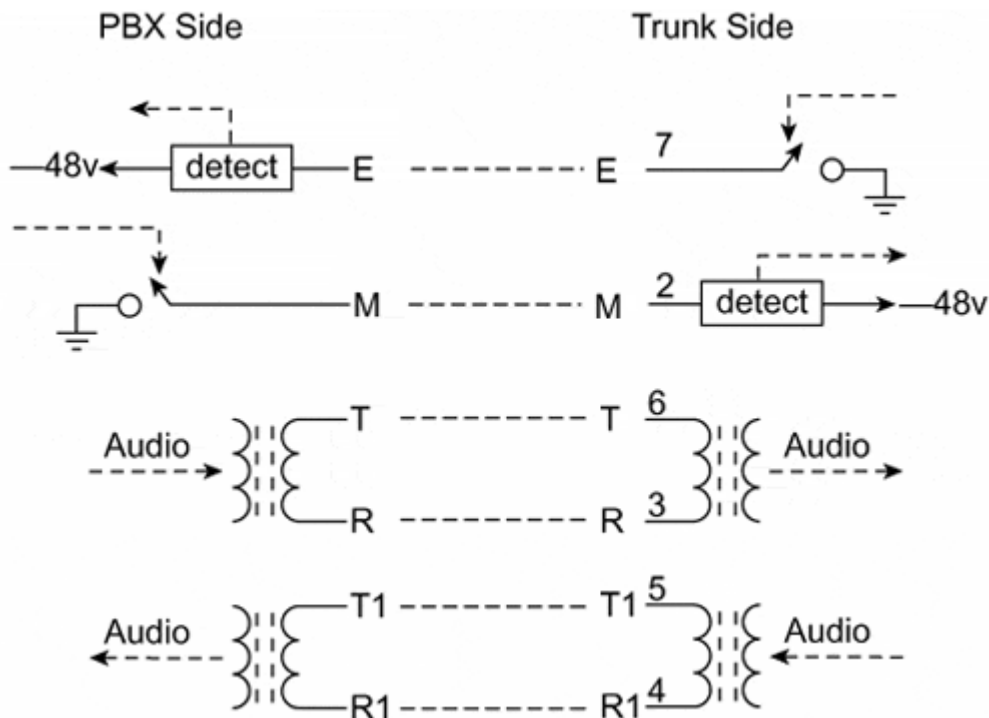 PBX Side Trunk Side
—48v detect E E 7
M M 2 detect —48v
Audio T T 6 Audio
R R 3
Audio T1 T1 5 Audio
R1 R1 4